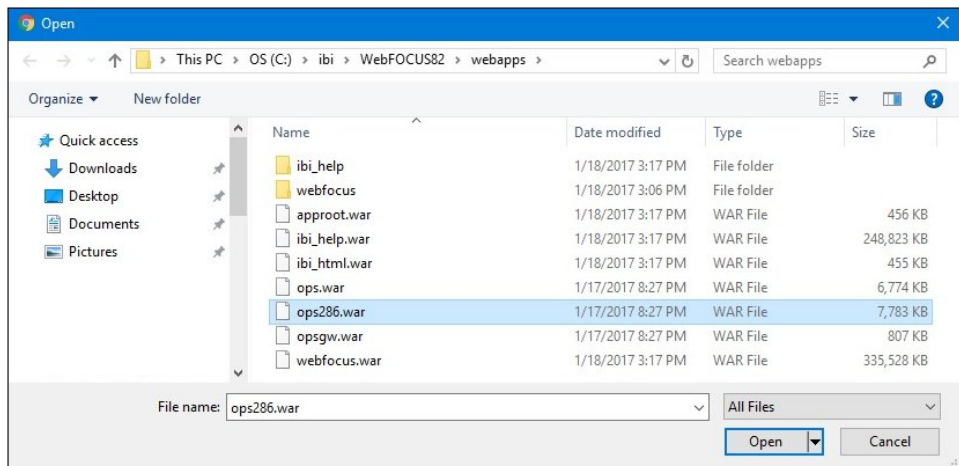 Open
This PC > OS (C:) > ibi > WebFOCUS82 > webapps >
Search webapps
Organize
New folder
Quick access
Downloads
Desktop
Documents
Pictures
Name Date modified Type Size
ibi_help 1/18/2017 3:17 PM File folder
webfocus 1/18/2017 3:06 PM File folder
approot.war 1/18/2017 3:17 PM WAR File 456 KB
ibi_help.war 1/18/2017 3:17 PM WAR File 248,823 KB
ibi_html.war 1/18/2017 3:17 PM WAR File 455 KB
ops.war 1/17/2017 8:27 PM WAR File 6,774 KB
ops286.war 1/17/2017 8:27 PM WAR File 7,783 KB
opsgw.war 1/17/2017 8:27 PM WAR File 807 KB
webfocus.war 1/18/2017 3:17 PM WAR File 335,528 KB
File name: ops286.war All Files
Open Cancel